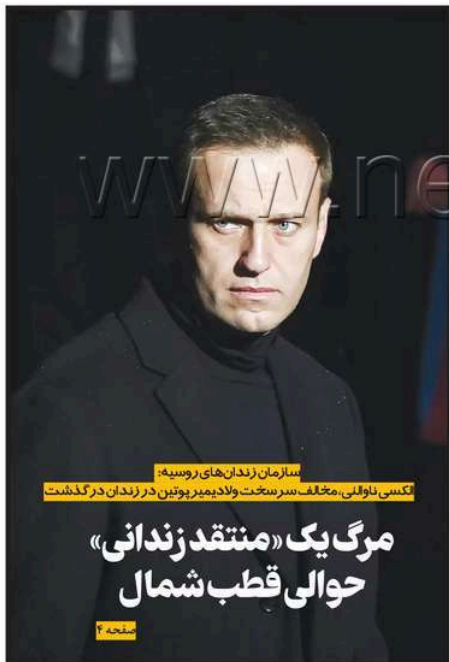 www.ne
سازمان زندان‌های روسیه:
الکسی ناوالنی، مخالف سرسخت ولادیمیر پوتین در زندان درگذشت
مرگ یک «منتقد زندانی»
حوالی قطب شمال
صفحه ۴